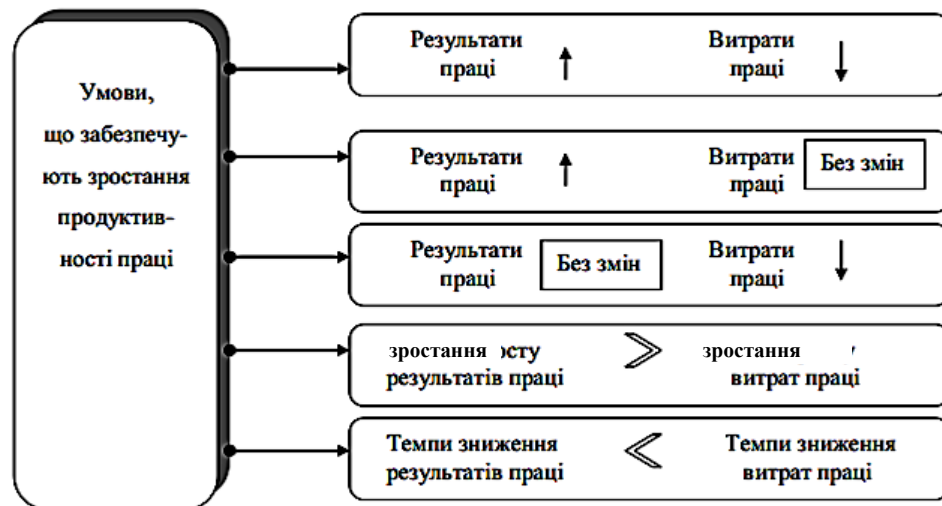 Умови,
що забезпечу-
ють зростання
продуктив-
ності праці
Результати
праці
Витрати
праці
Результати
праці
Витрати
праці
Без змін
Результати
праці
Без змін
Витрати
праці
зростання
результатів праці
зростання
витрат праці
Темпи зниження
результатів праці
Темпи зниження
витрат праці